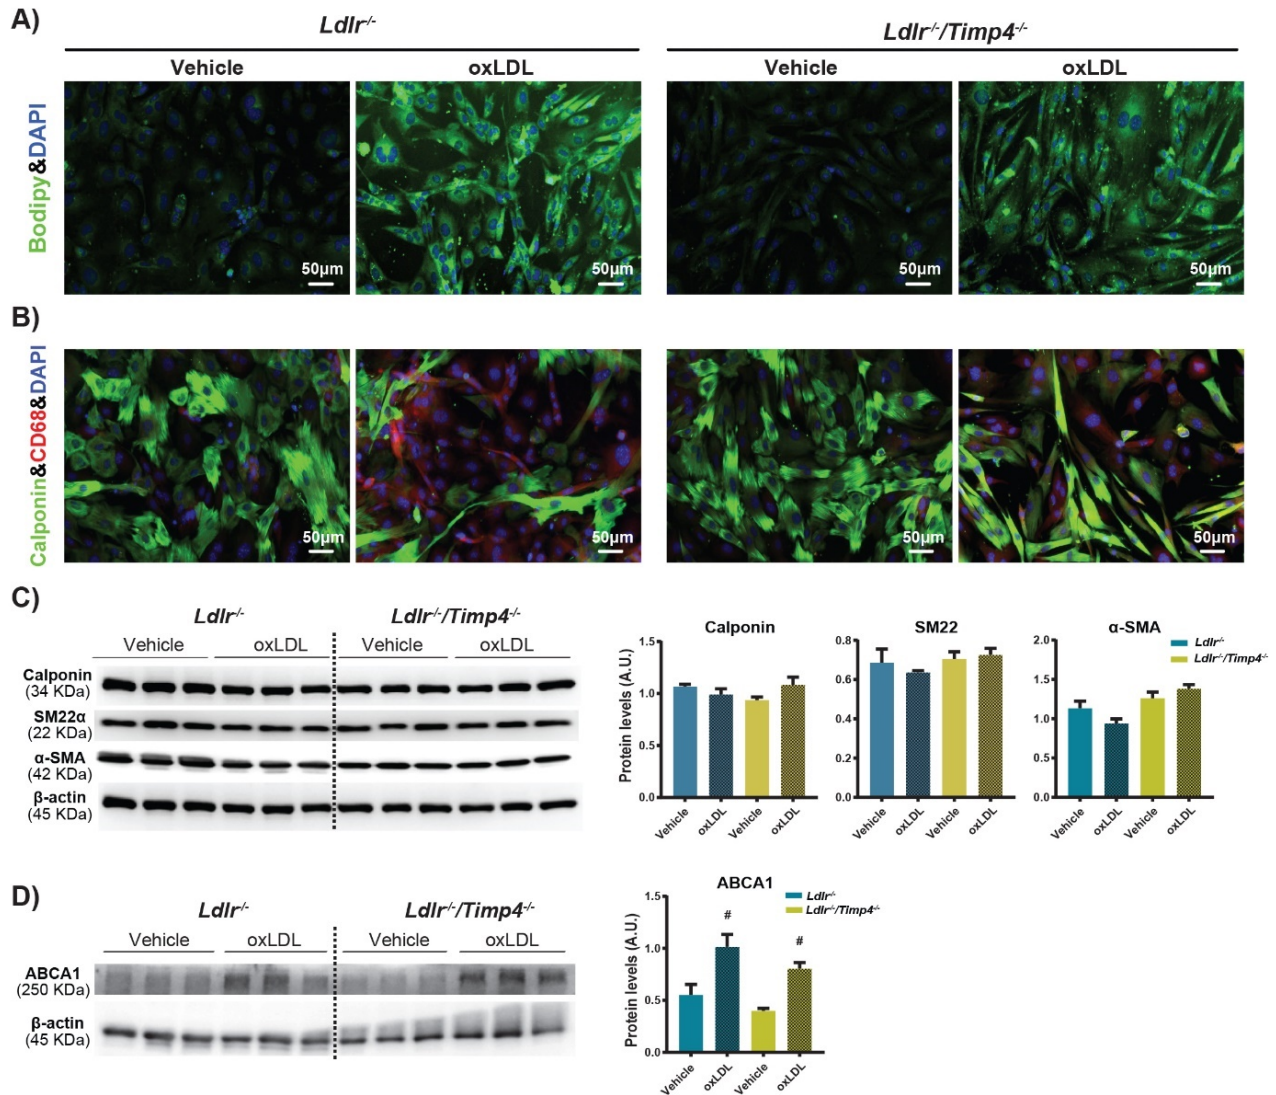 A)
Ldlr-/-
Ldlr-/-/Timp4-/-
Vehicle
oxLDL
Vehicle
oxLDL
Bodipy&DAPI
50µm
50µm
50µm
50µm
B)
Calponin&CD68&DAPI
50µm
50µm
50µm
50µm
C)
Ldlr-/-
Ldlr-/-/Timp4-/-
Vehicle
oxLDL
Vehicle
oxLDL
Calponin
(34 KDa)
SM22α
(22 KDa)
α-SMA
(42 KDa)
β-actin
(45 KDa)
Calponin
Protein levels (A.U.)
1.5
1.0
0.5
0.0
Vehicle
oxLDL
Vehicle
oxLDL
SM22
0.8
0.6
0.4
0.2
0.0
Vehicle
oxLDL
Vehicle
oxLDL
α-SMA
2.0
1.5
1.0
0.5
0.0
Vehicle
oxLDL
Vehicle
oxLDL
Ldlr-/-
Ldlr-/-/Timp4-/-
D)
Ldlr-/-
Ldlr-/-/Timp4-/-
Vehicle
oxLDL
Vehicle
oxLDL
ABCA1
(250 KDa)
β-actin
(45 KDa)
ABCA1
Protein levels (A.U.)
1.5
1.0
0.5
0.0
#
#
Vehicle
oxLDL
Vehicle
oxLDL
Ldlr-/-
Ldlr-/-/Timp4-/-